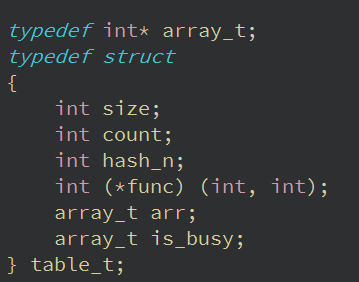 typedef int* array_t;
typedef struct
{
    int size;
    int count;
    int hash_n;
    int (*func) (int, int);
    array_t arr;
    array_t is_busy;
} table_t;